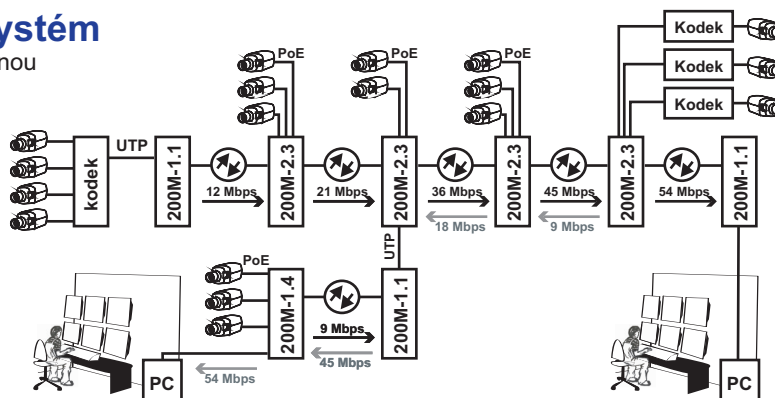 ystém
mou
PoE
PoE
PoE
Kodek
Kodek
Kodek
UTP
kodek
200M-1.1
12 Mbps
200M-2.3
21 Mbps
200M-2.3
36 Mbps
18 Mbps
200M-2.3
45 Mbps
9 Mbps
200M-2.3
54 Mbps
200M-1.1
UTP
PoE
200M-1.4
9 Mbps
45 Mbps
200M-1.1
54 Mbps
PC
PC